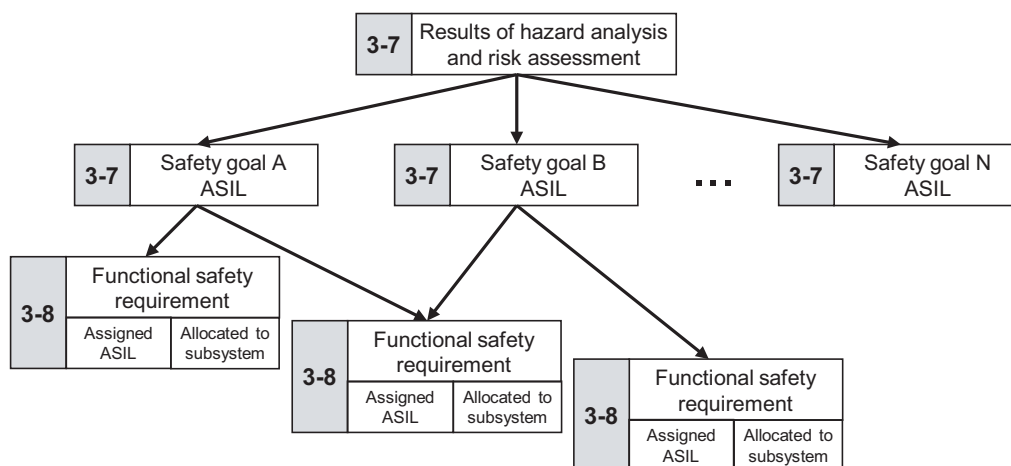 3-7
Results of hazard analysis
and risk assessment
3-7
Safety goal A
ASIL
3-7
Safety goal B
ASIL
...
3-7
Safety goal N
ASIL
3-8
Functional safety
requirement
Assigned
ASIL
Allocated to
subsystem
3-8
Functional safety
requirement
Assigned
ASIL
Allocated to
subsystem
3-8
Functional safety
requirement
Assigned
ASIL
Allocated to
subsystem